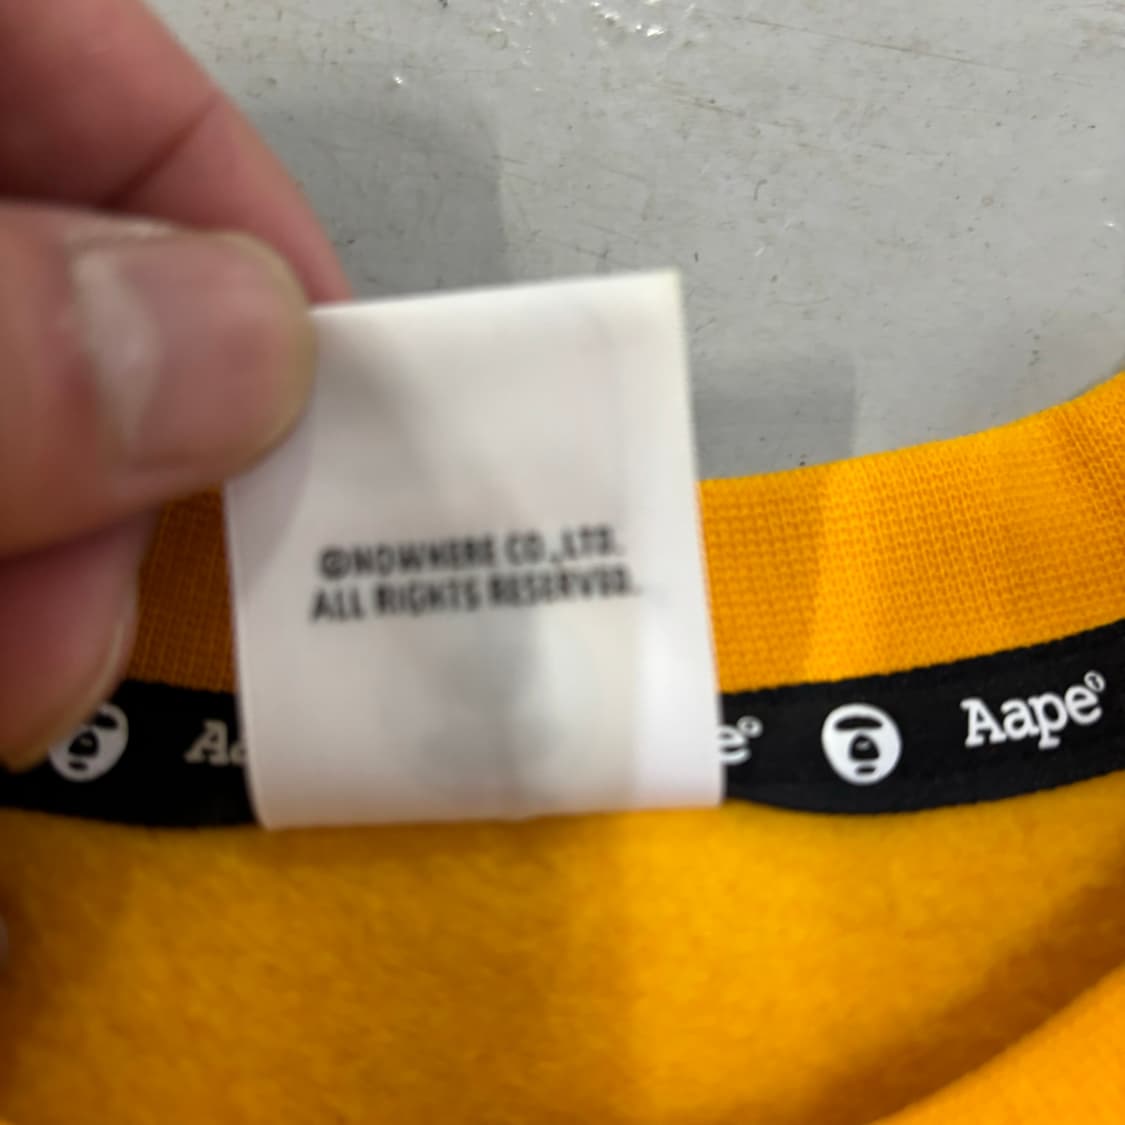 ©NOWHERE CO.,LTD.
ALL RIGHTS RESERVED.
Aape